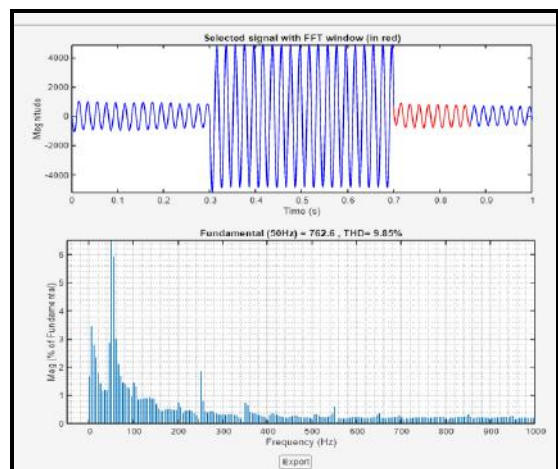 Selected signal with FFT window (in red)
4000
2000
0
-2000
-4000
Magnitude
0 0.1 0.2 0.3 0.4 0.5 0.6 0.7 0.8 0.9 1
Time (s)
Fundamental (50Hz) = 762.6 , THD= 9.85%
6
5
4
3
2
1
0
Mag (% of Fundamental)
0 100 200 300 400 500 600 700 800 900 1000
Frequency (Hz)
Export